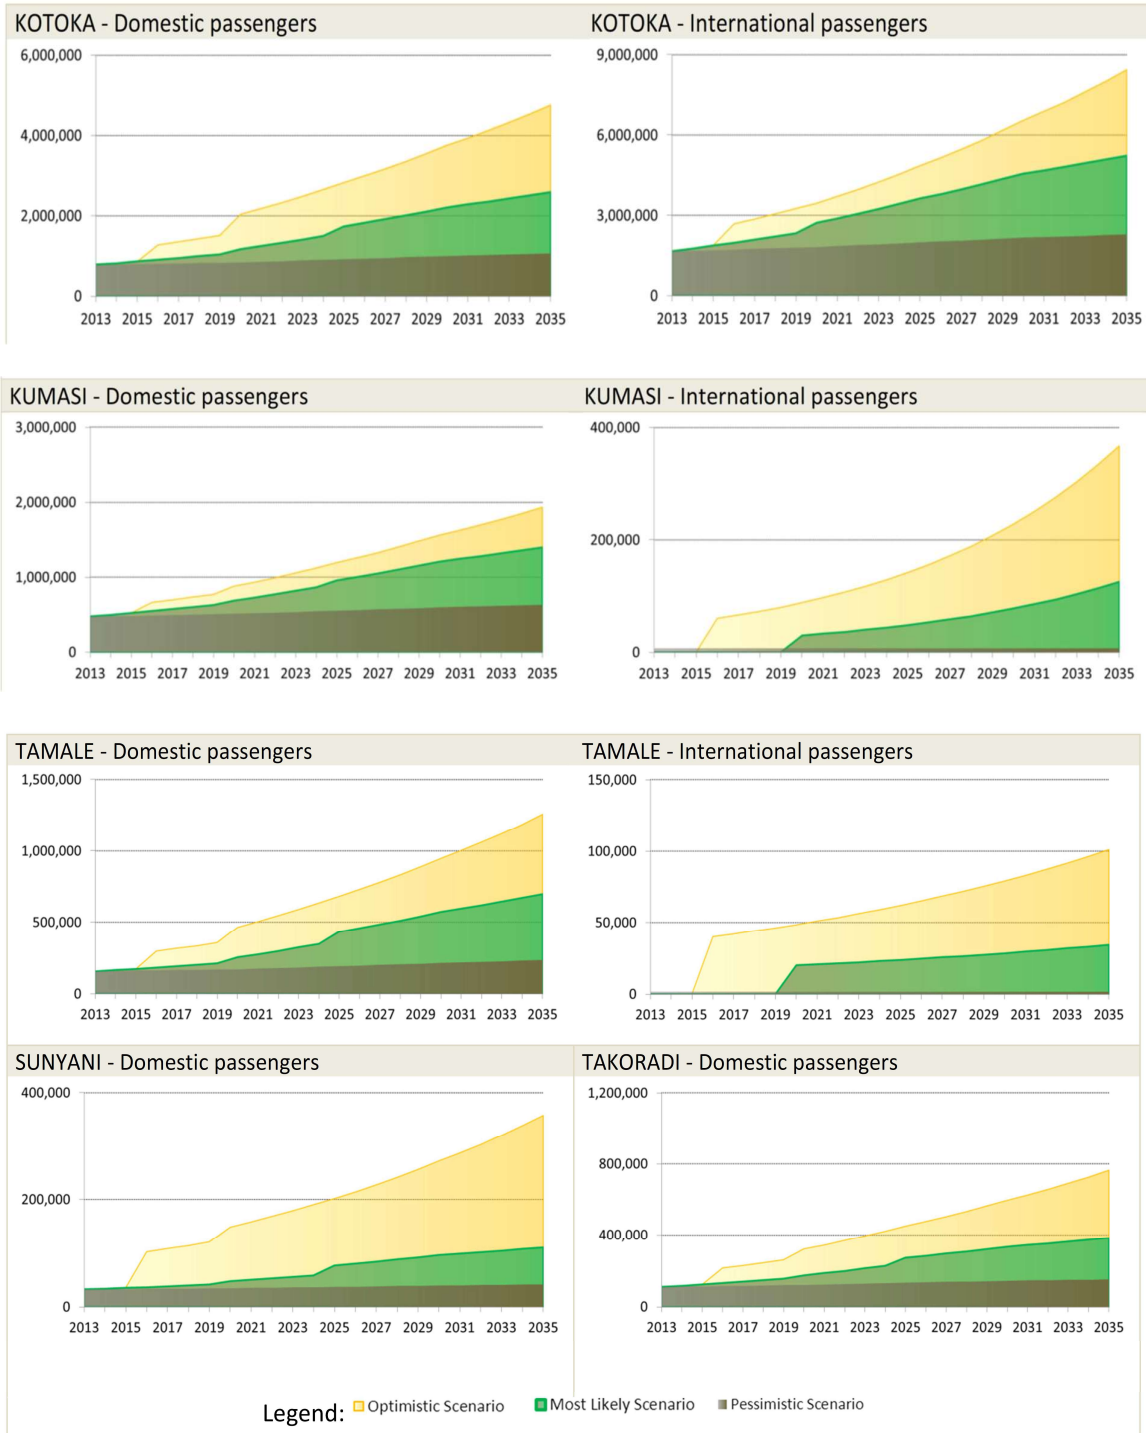 KOTOKA - Domestic passengers
6,000,000
4,000,000
2,000,000
0
2013 2015 2017 2019 2021 2023 2025 2027 2029 2031 2033 2035
KOTOKA - International passengers
9,000,000
6,000,000
3,000,000
0
2013 2015 2017 2019 2021 2023 2025 2027 2029 2031 2033 2035
KUMASI - Domestic passengers
3,000,000
2,000,000
1,000,000
0
2013 2015 2017 2019 2021 2023 2025 2027 2029 2031 2033 2035
KUMASI - International passengers
400,000
200,000
0
2013 2015 2017 2019 2021 2023 2025 2027 2029 2031 2033 2035
TAMALE - Domestic passengers
1,500,000
1,000,000
500,000
0
2013 2015 2017 2019 2021 2023 2025 2027 2029 2031 2033 2035
TAMALE - International passengers
150,000
100,000
50,000
0
2013 2015 2017 2019 2021 2023 2025 2027 2029 2031 2033 2035
SUNYANI - Domestic passengers
400,000
200,000
0
2013 2015 2017 2019 2021 2023 2025 2027 2029 2031 2033 2035
TAKORADI - Domestic passengers
1,200,000
800,000
400,000
0
2013 2015 2017 2019 2021 2023 2025 2027 2029 2031 2033 2035
Legend: Optimistic Scenario Most Likely Scenario Pessimistic Scenario